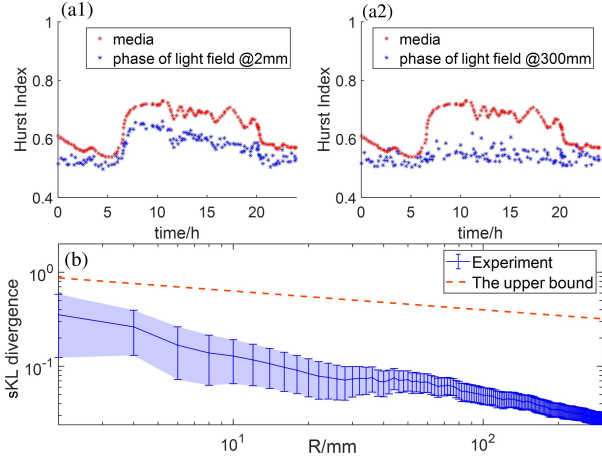 (a1)
1
0.8
0.6
0.4
Hurst Index
media
phase of light field @2mm
0
5
10
15
20
time/h
(a2)
1
0.8
0.6
0.4
Hurst Index
media
phase of light field @300mm
0
5
10
15
20
time/h
(b)
10^0
10^-1
sKL divergence
Experiment
The upper bound
10^1
10^2
R/mm